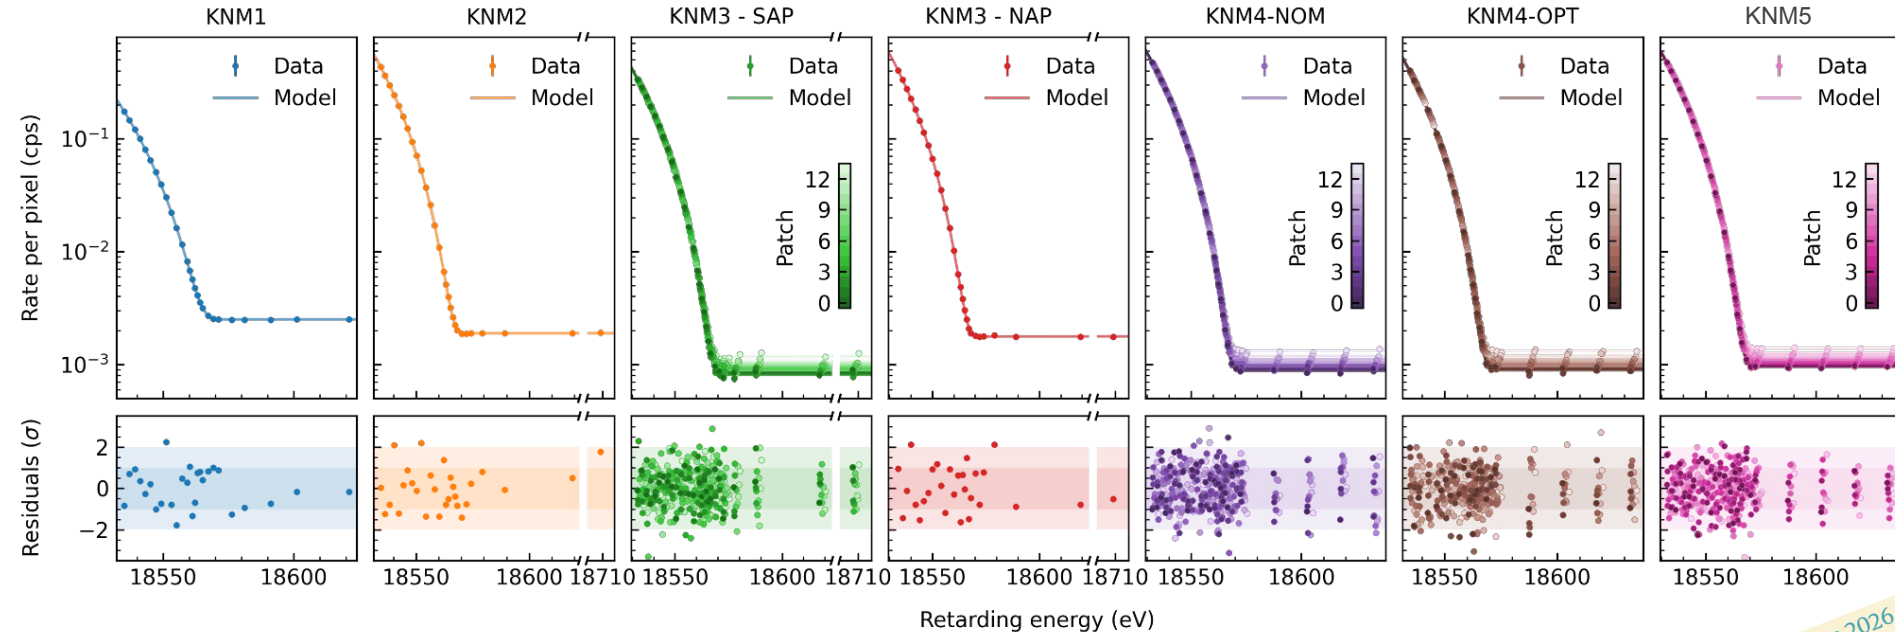 KNM1 KNM2 KNM3 - SAP KNM3 - NAP KNM4-NOM KNM4-OPT KNM5
Data Data Data Data Data Data Data
Model Model Model Model Model Model Model
Rate per pixel (cps)
10⁻¹
10⁻²
10⁻³
Patch 12 9 6 3 0
Patch 12 9 6 3 0
Patch 12 9 6 3 0
Patch 12 9 6 3 0
Residuals (σ)
2
0
−2
18550 18600 18550 18600 18710 18550 18600 18710 18550 18600 18710 18550 18600 18550 18600 18550 18600
Retarding energy (eV)
2026